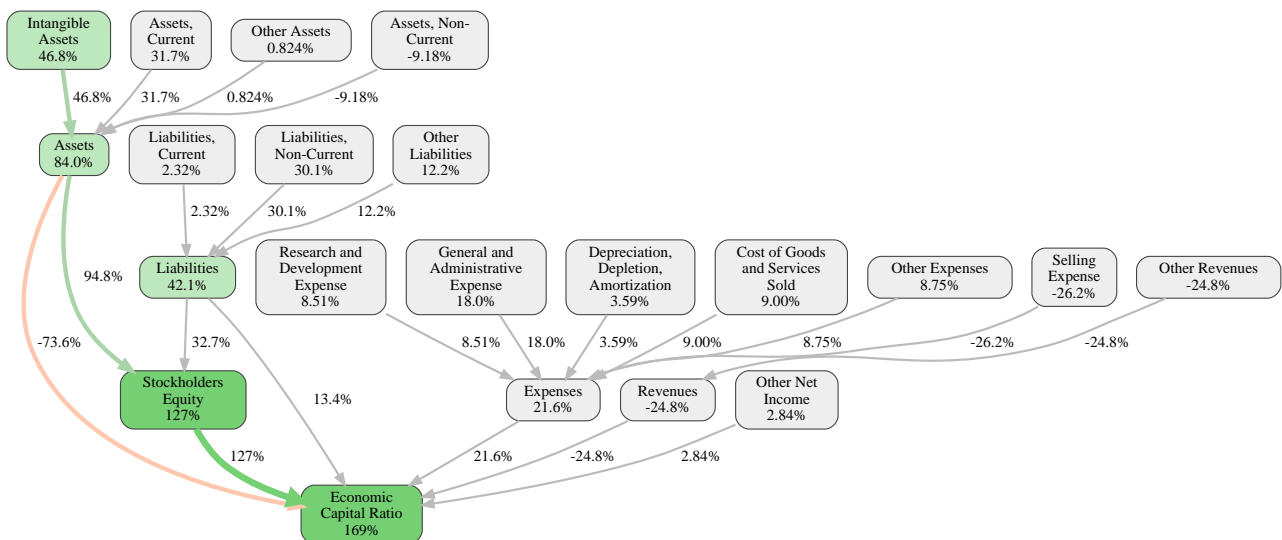 Intangible
Assets
46.8%
Assets,
Current
31.7%
Other Assets
0.824%
Assets, Non-
Current
-9.18%
46.8%
31.7%
0.824%
-9.18%
Assets
84.0%
Liabilities,
Current
2.32%
Liabilities,
Non-Current
30.1%
Other
Liabilities
12.2%
2.32%
30.1%
12.2%
Liabilities
42.1%
Research and
Development
Expense
8.51%
General and
Administrative
Expense
18.0%
Depreciation,
Depletion,
Amortization
3.59%
Cost of Goods
and Services
Sold
9.00%
Other Expenses
8.75%
Selling
Expense
-26.2%
Other Revenues
-24.8%
94.8%
-73.6%
32.7%
8.51%
18.0%
3.59%
9.00%
8.75%
-26.2%
-24.8%
Stockholders
Equity
127%
13.4%
Expenses
21.6%
Revenues
-24.8%
Other Net
Income
2.84%
127%
21.6%
-24.8%
2.84%
Economic
Capital Ratio
169%